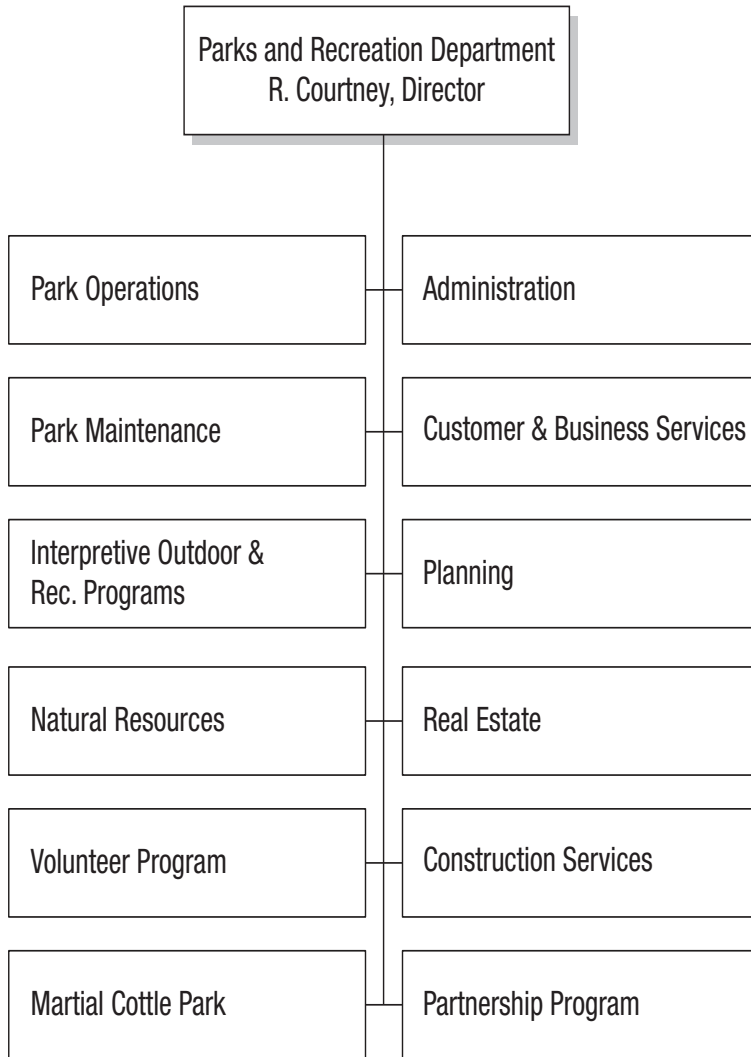 Parks and Recreation Department
R. Courtney, Director
Park Operations
Administration
Park Maintenance
Customer & Business Services
Interpretive Outdoor &
Rec. Programs
Planning
Natural Resources
Real Estate
Volunteer Program
Construction Services
Martial Cottle Park
Partnership Program